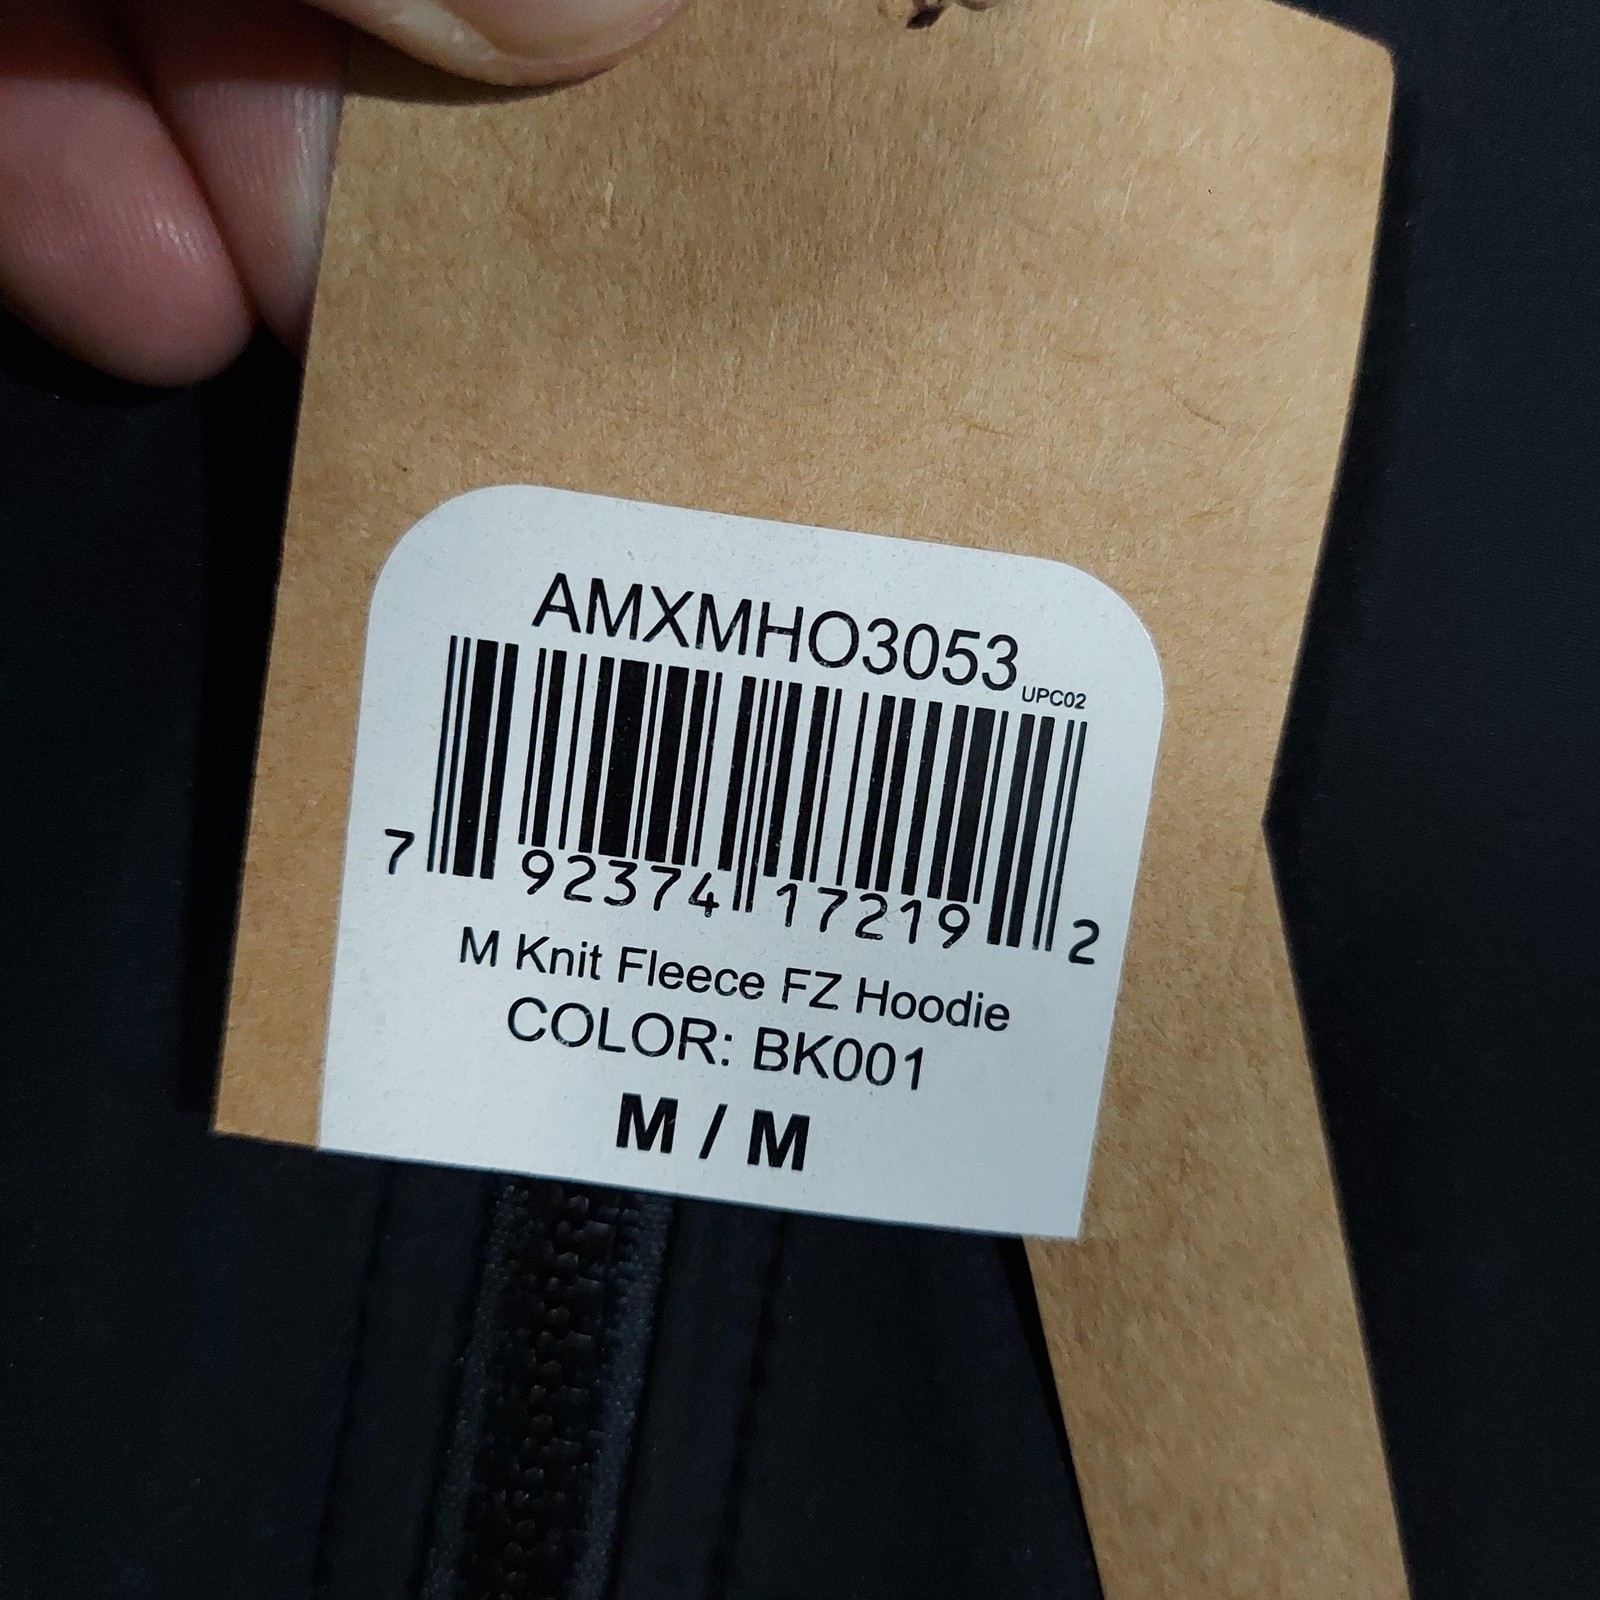 AMXMHO3053
UPC02
7 92374 17219 2
M Knit Fleece FZ Hoodie
COLOR: BK001
M / M